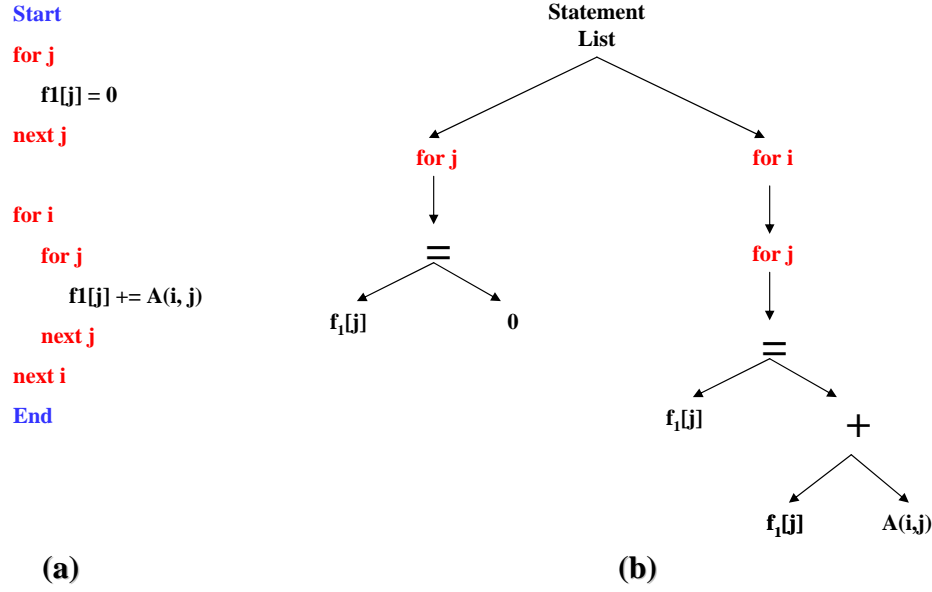 Start
for j
f1[j] = 0
next j
for i
for j
f1[j] += A(i, j)
next j
next i
End
(a)
Statement
List
for j
for i
=
for j
f₁[j]
0
=
f₁[j]
+
f₁[j]
A(i,j)
(b)